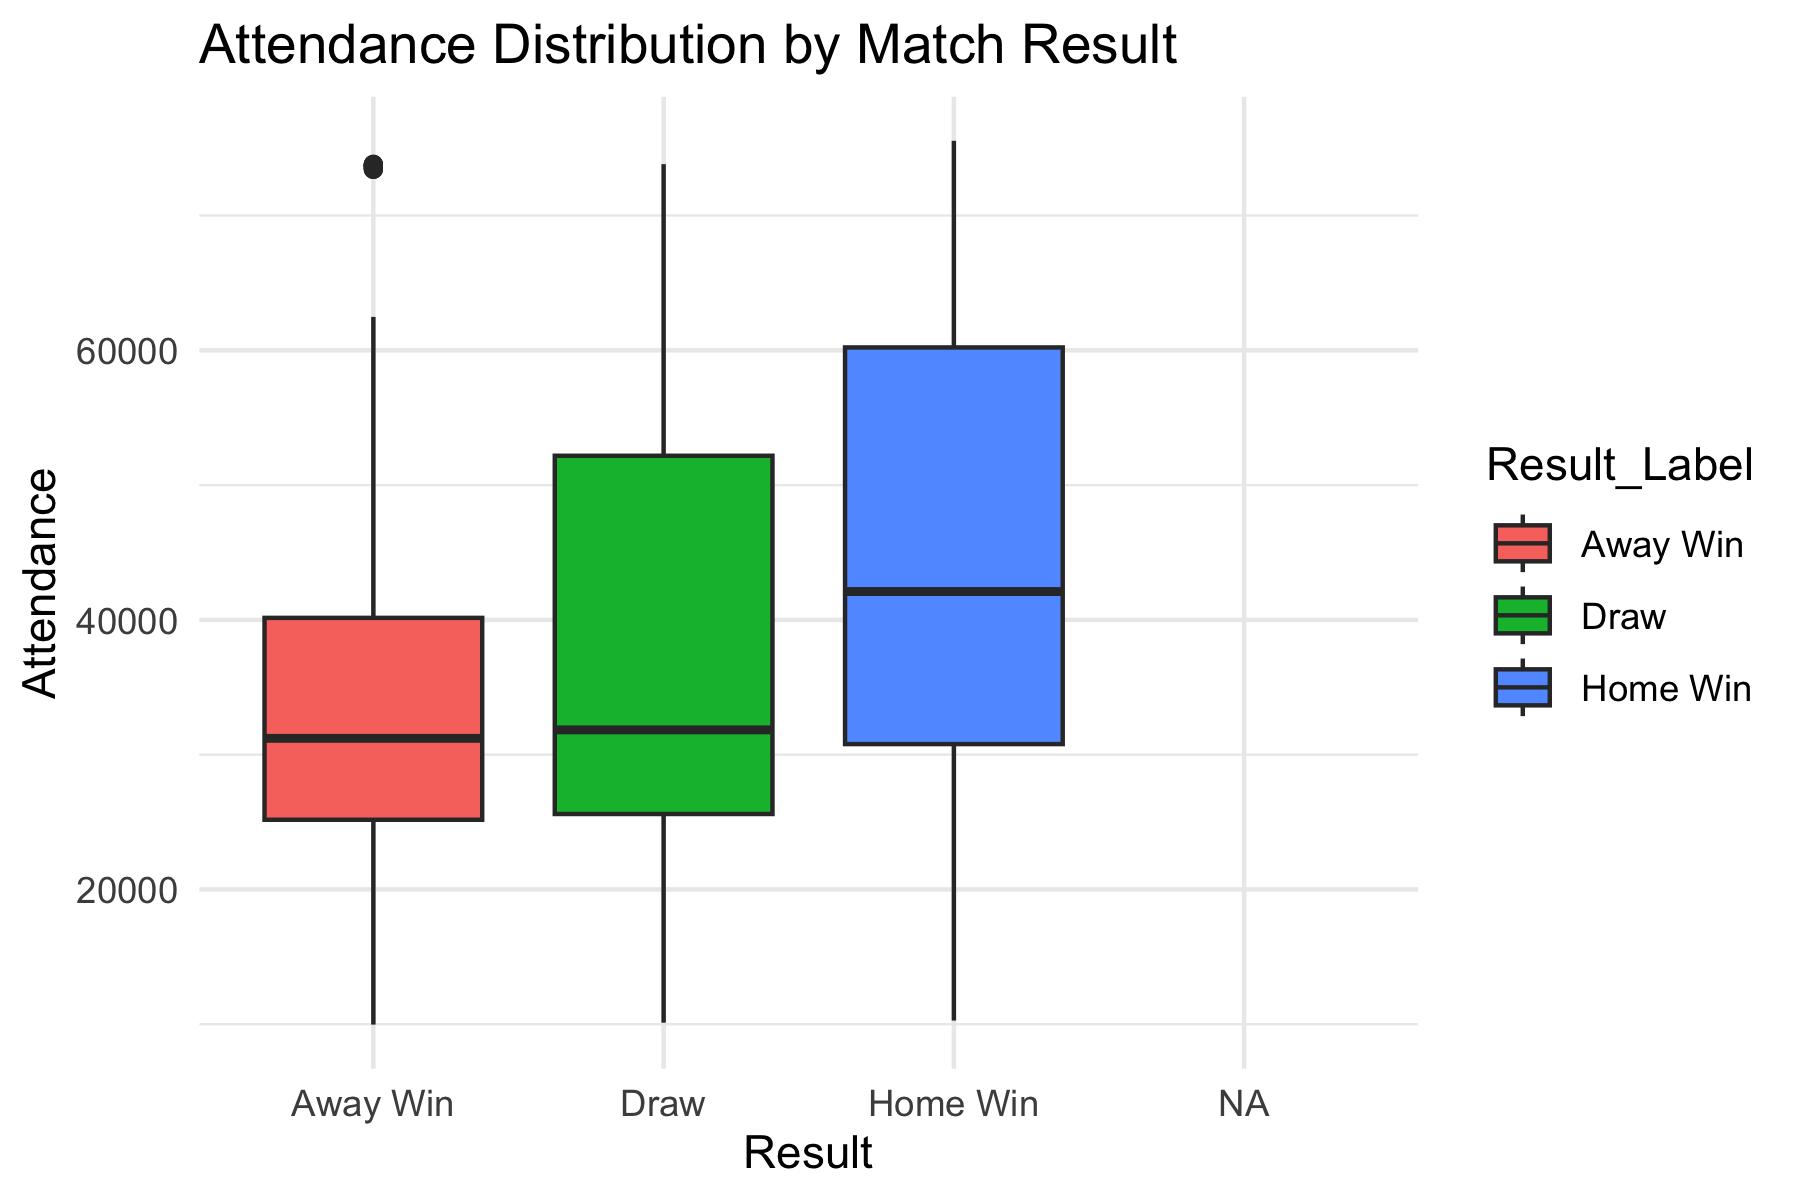 Attendance Distribution by Match Result
Attendance
60000
40000
20000
Away Win
Draw
Home Win
NA
Result
Result_Label
Away Win
Draw
Home Win